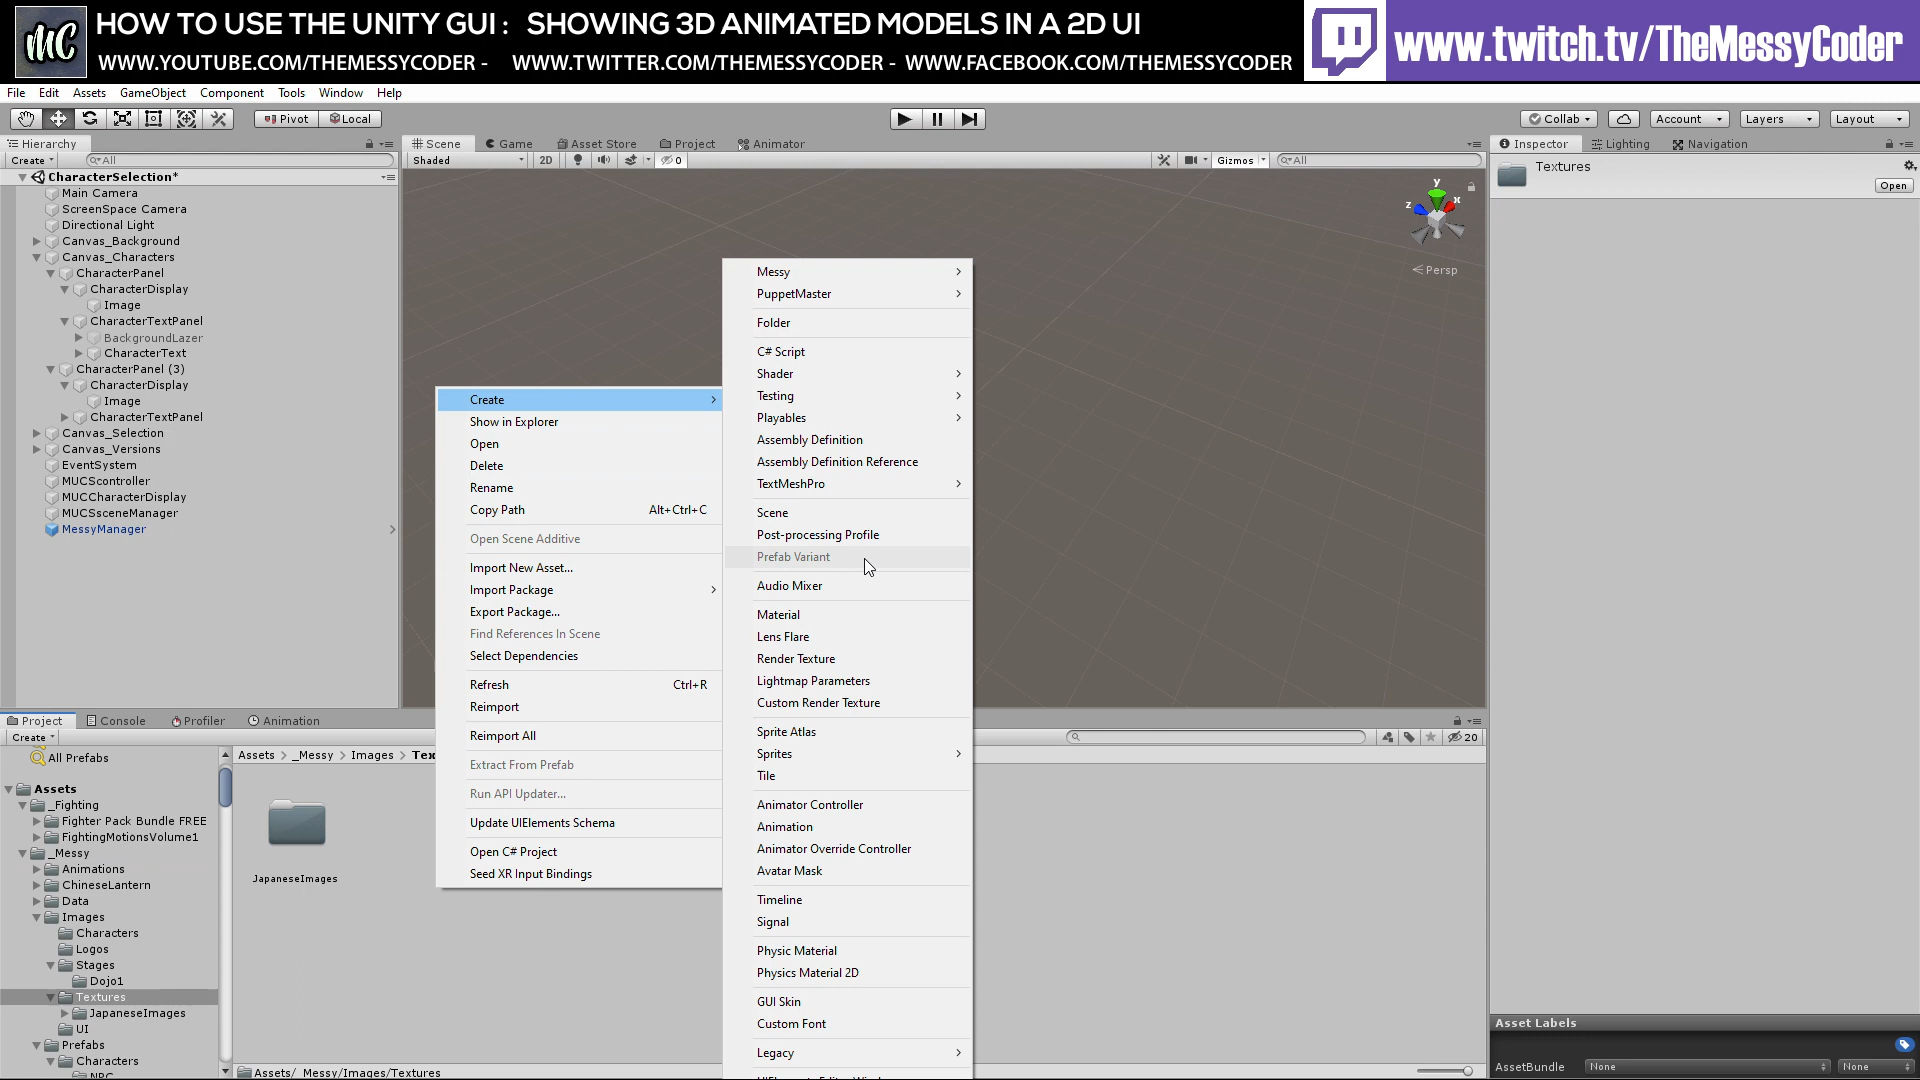 MC
HOW TO USE THE UNITY GUI : SHOWING 3D ANIMATED MODELS IN A 2D UI
WWW.YOUTUBE.COM/THEMESSYCODER - WWW.TWITTER.COM/THEMESSYCODER - WWW.FACEBOOK.COM/THEMESSYCODER
www.twitch.tv/TheMessyCoder
File Edit Assets GameObject Component Tools Window Help
Pivot Local Collab Account Layers Layout
Hierarchy
Create All
CharacterSelection*
Main Camera
ScreenSpace Camera
Directional Light
Canvas_Background
Canvas_Characters
CharacterPanel
CharacterDisplay
Image
CharacterTextPanel
BackgroundLazer
CharacterText
CharacterPanel (3)
CharacterDisplay
Image
CharacterTextPanel
Canvas_Selection
Canvas_Versions
EventSystem
MUCScontroller
MUCCharacterDisplay
MUCSsceneManager
MessyManager
Scene Game Asset Store Project Animator
Shaded 2D 0 Gizmos All
y
z x
Persp
Inspector Lighting Navigation
Textures
Open
Create
Show in Explorer
Open
Delete
Rename
Copy Path Alt+Ctrl+C
Open Scene Additive
Import New Asset...
Import Package
Export Package...
Find References In Scene
Select Dependencies
Refresh Ctrl+R
Reimport
Reimport All
Extract From Prefab
Run API Updater...
Update UIElements Schema
Open C# Project
Seed XR Input Bindings
Messy
PuppetMaster
Folder
C# Script
Shader
Testing
Playables
Assembly Definition
Assembly Definition Reference
TextMeshPro
Scene
Post-processing Profile
Prefab Variant
Audio Mixer
Material
Lens Flare
Render Texture
Lightmap Parameters
Custom Render Texture
Sprite Atlas
Sprites
Tile
Animator Controller
Animation
Animator Override Controller
Avatar Mask
Timeline
Signal
Physic Material
Physics Material 2D
GUI Skin
Custom Font
Legacy
Project Console Profiler Animation
Create 20
All Prefabs
Assets
_Fighting
Fighter Pack Bundle FREE
FightingMotionsVolume1
_Messy
Animations
ChineseLantern
Data
Images
Characters
Logos
Stages
Dojo1
Textures
JapaneseImages
UI
Prefabs
Characters
NPC
Assets > _Messy > Images > Tex
JapaneseImages
Assets/_Messy/Images/Textures
Asset Labels
AssetBundle None None